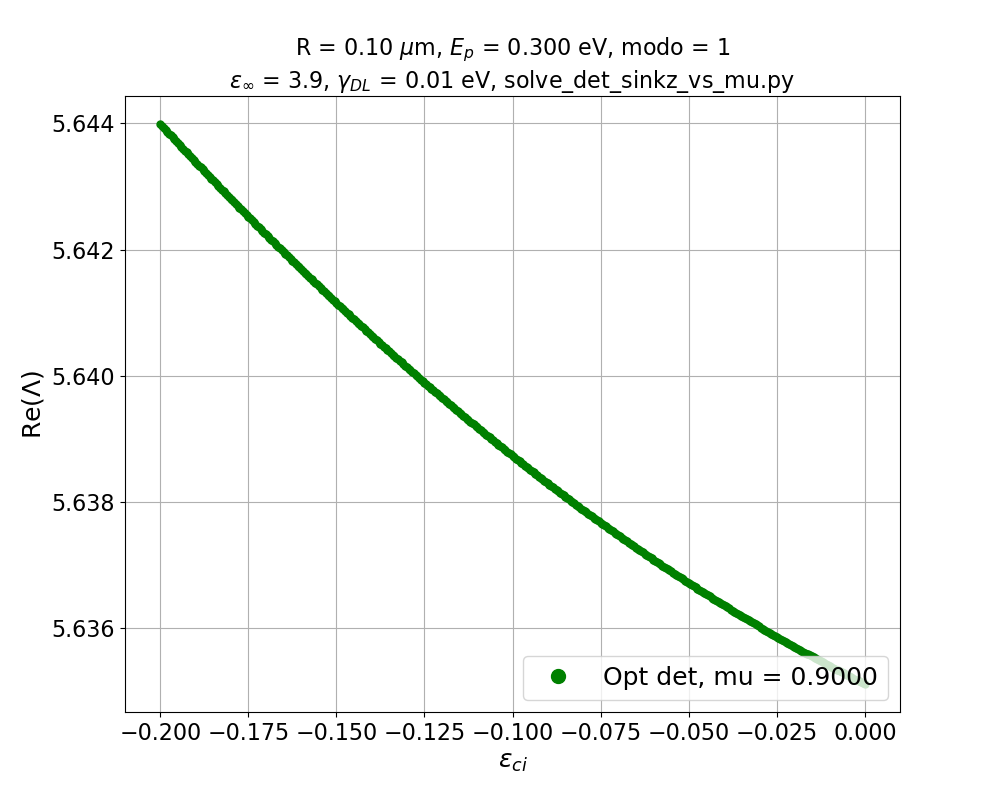 R = 0.10 μm, E_p = 0.300 eV, modo = 1
ε_∞ = 3.9, γ_DL = 0.01 eV, solve_det_sinkz_vs_mu.py
5.644
5.642
5.640
5.638
5.636
Re(Λ)
Opt det, mu = 0.9000
−0.200 −0.175 −0.150 −0.125 −0.100 −0.075 −0.050 −0.025 0.000
ε_ci